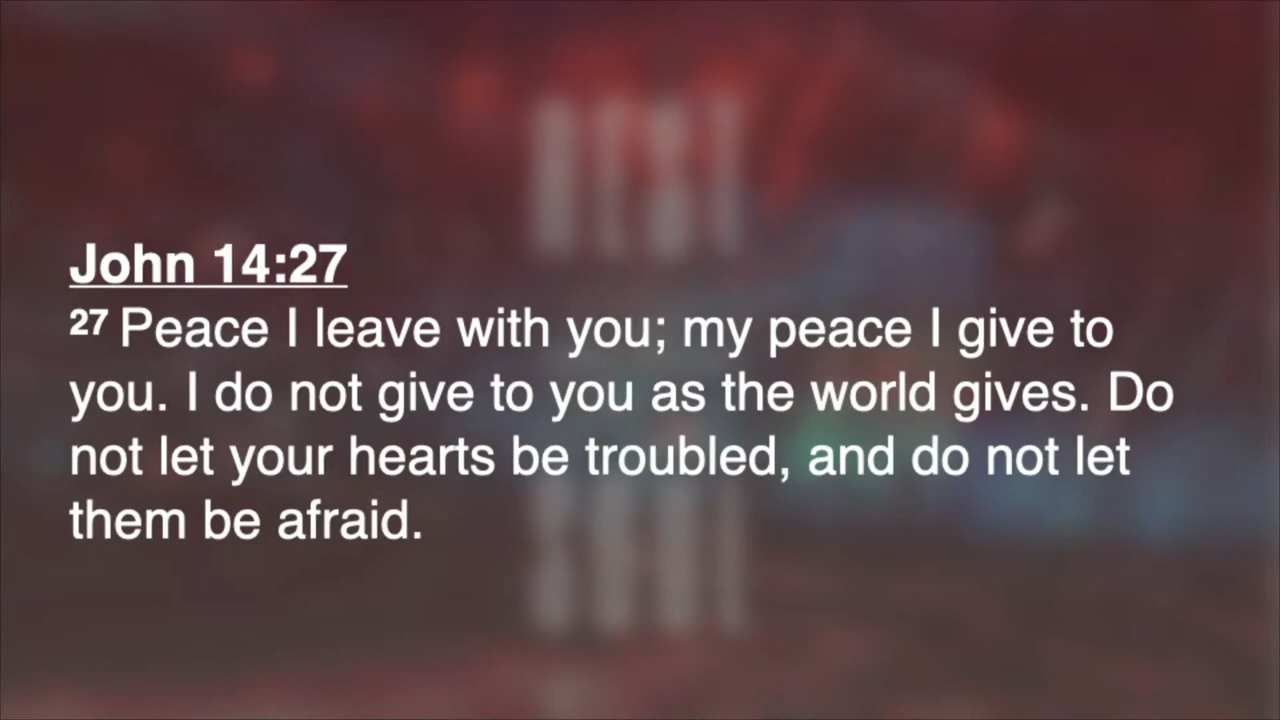 John 14:27
27 Peace I leave with you; my peace I give to
you. I do not give to you as the world gives. Do
not let your hearts be troubled, and do not let
them be afraid.